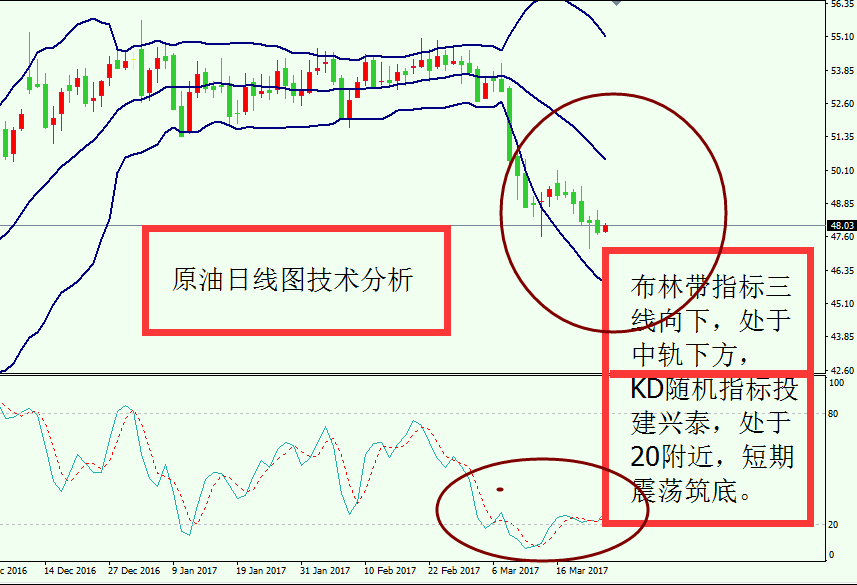 56.35
55.10
53.85
52.60
51.35
50.10
48.85
48.03
47.60
46.35
45.10
43.85
42.60
原油日线图技术分析
布林带指标三
线向下，处于
中轨下方，
KD随机指标投
建兴泰，处于
20附近，短期
震荡筑底。
100
80
20
0
c 2016 14 Dec 2016 27 Dec 2016 9 Jan 2017 19 Jan 2017 31 Jan 2017 10 Feb 2017 22 Feb 2017 6 Mar 2017 16 Mar 2017